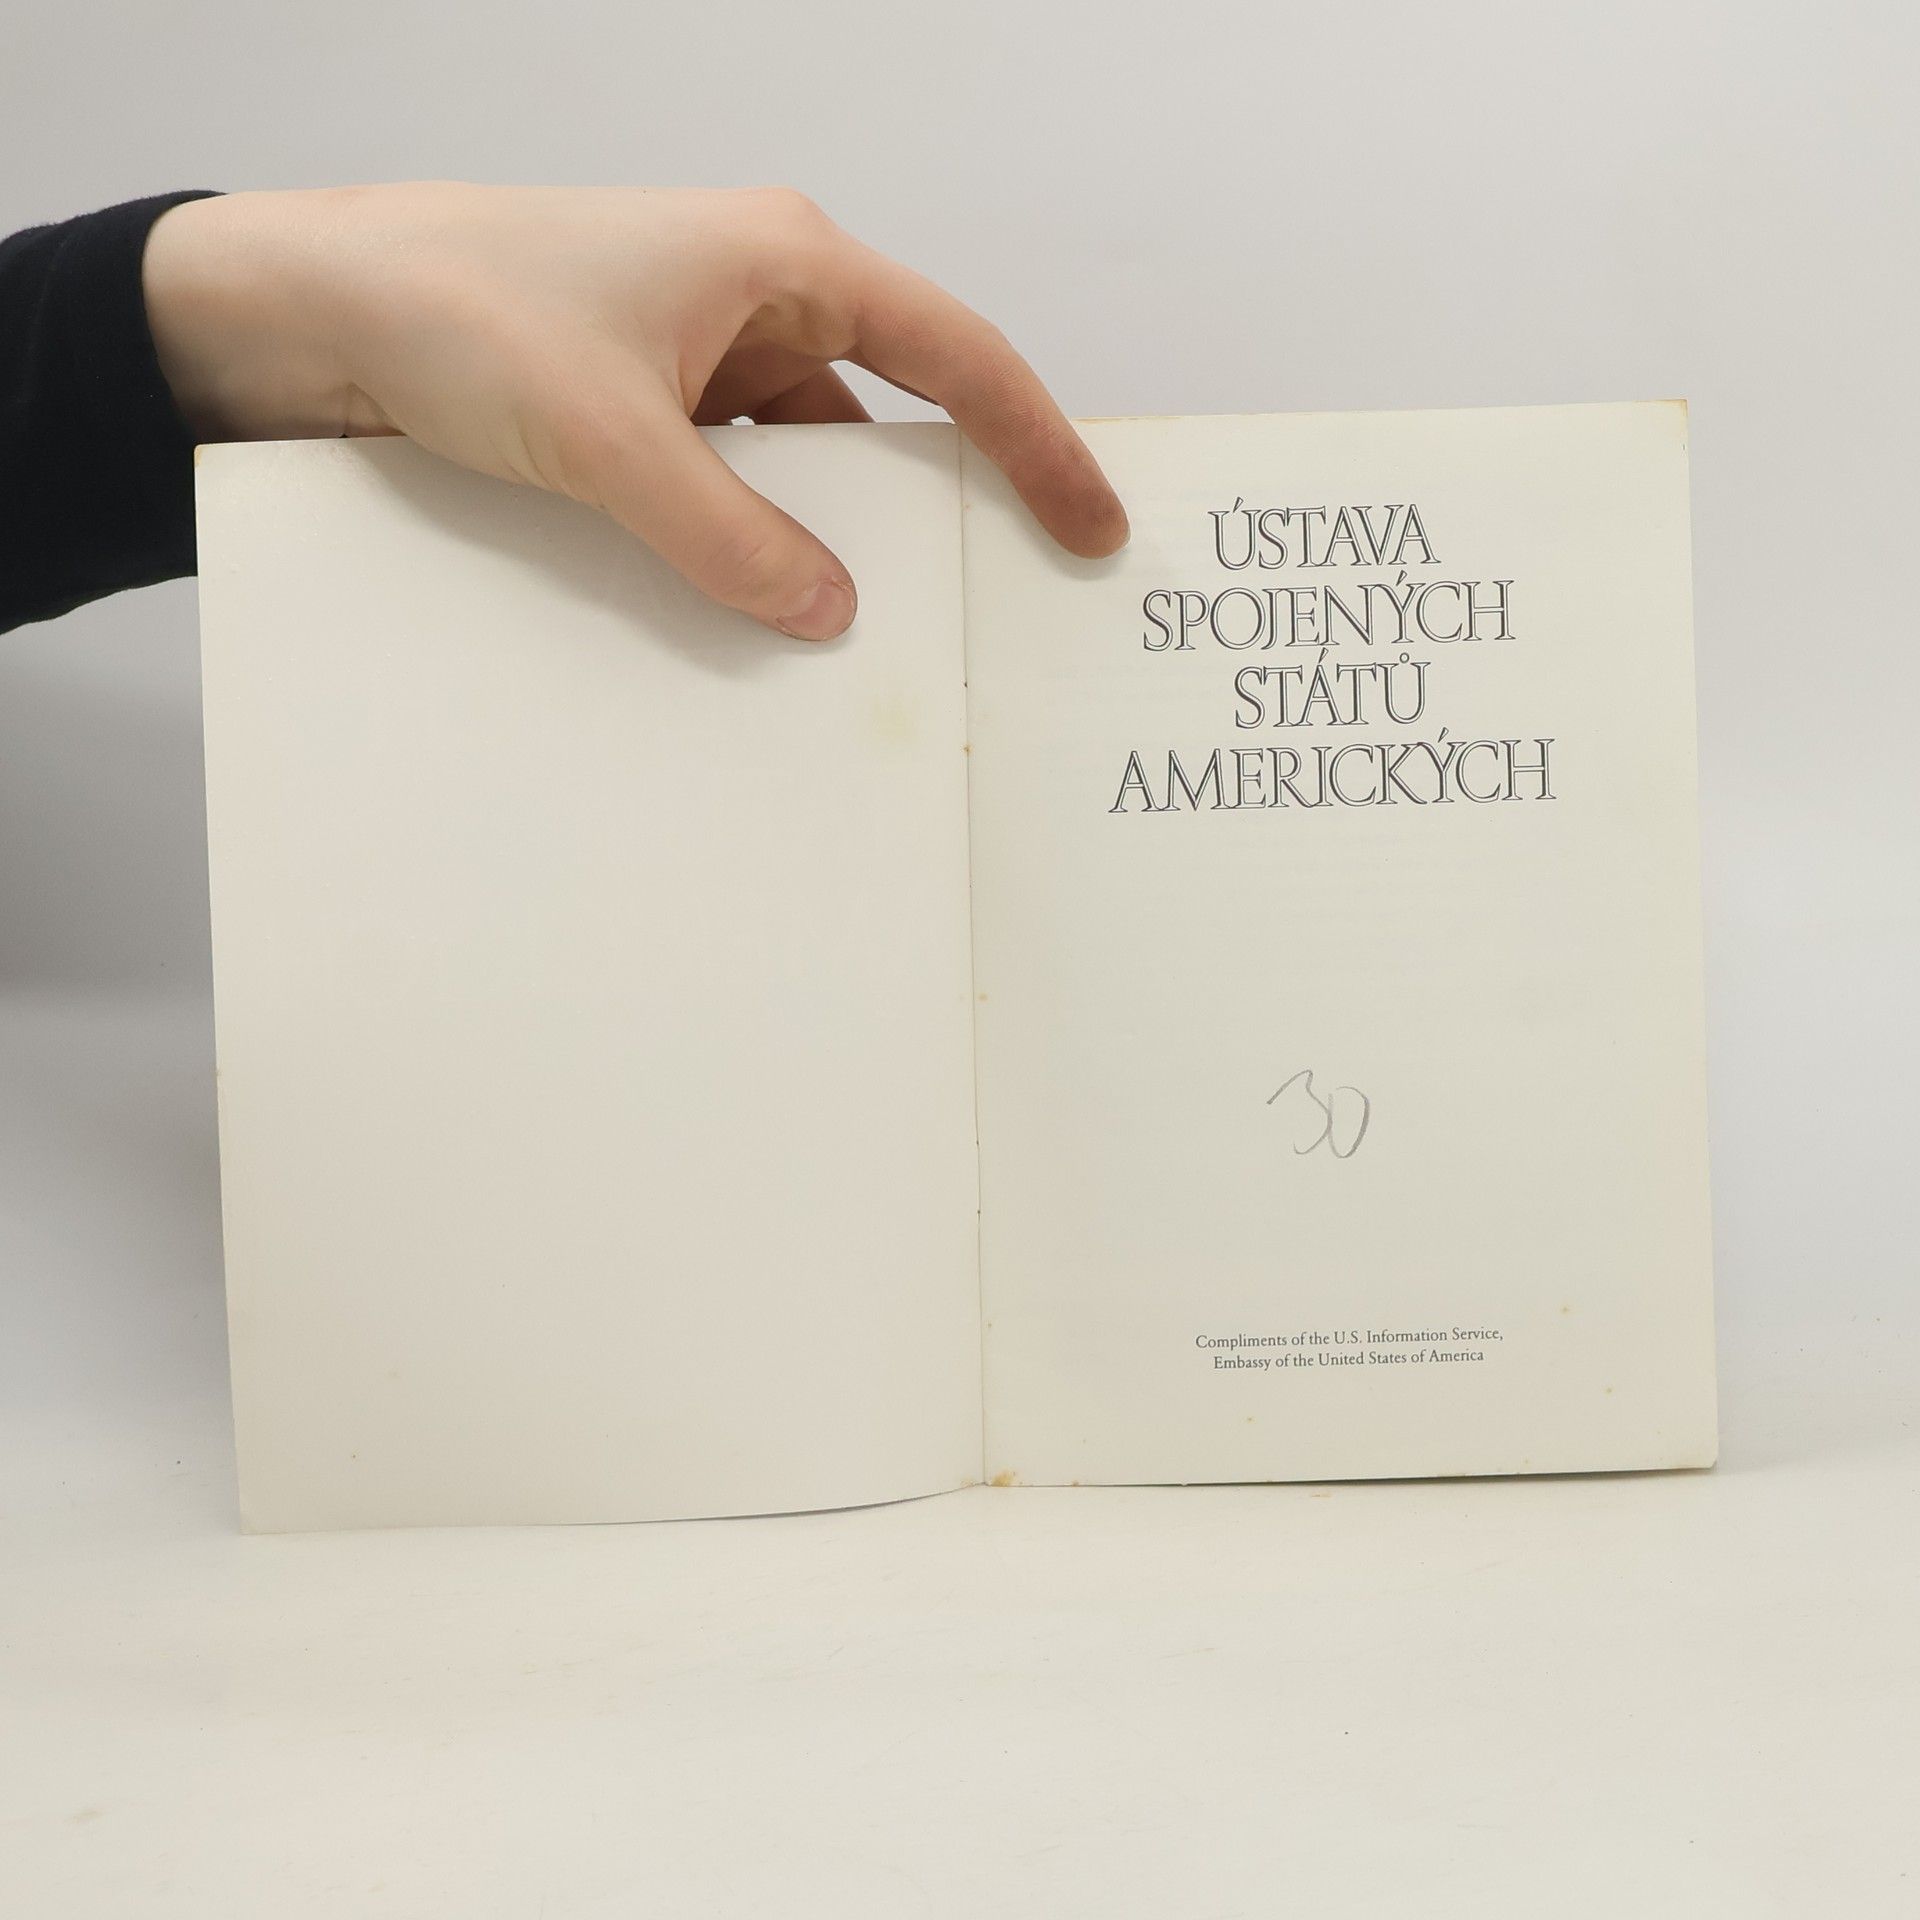 ÚSTAVA
SPOJENÝCH
STÁTŮ
AMERICKÝCH
30
Compliments of the U.S. Information Service,
Embassy of the United States of America